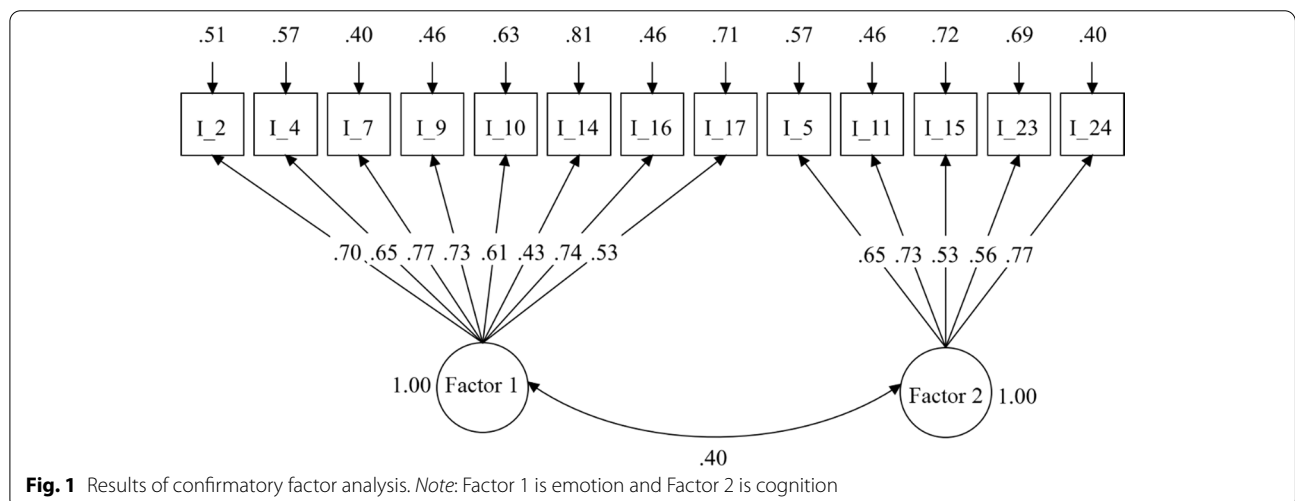 .51 .57 .40 .46 .63 .81 .46 .71 .57 .46 .72 .69 .40
I_2 I_4 I_7 I_9 I_10 I_14 I_16 I_17 I_5 I_11 I_15 I_23 I_24
.70 .65 .77 .73 .61 .43 .74 .53 .65 .73 .53 .56 .77
1.00 Factor 1 Factor 2 1.00
.40
Fig. 1 Results of confirmatory factor analysis. Note: Factor 1 is emotion and Factor 2 is cognition